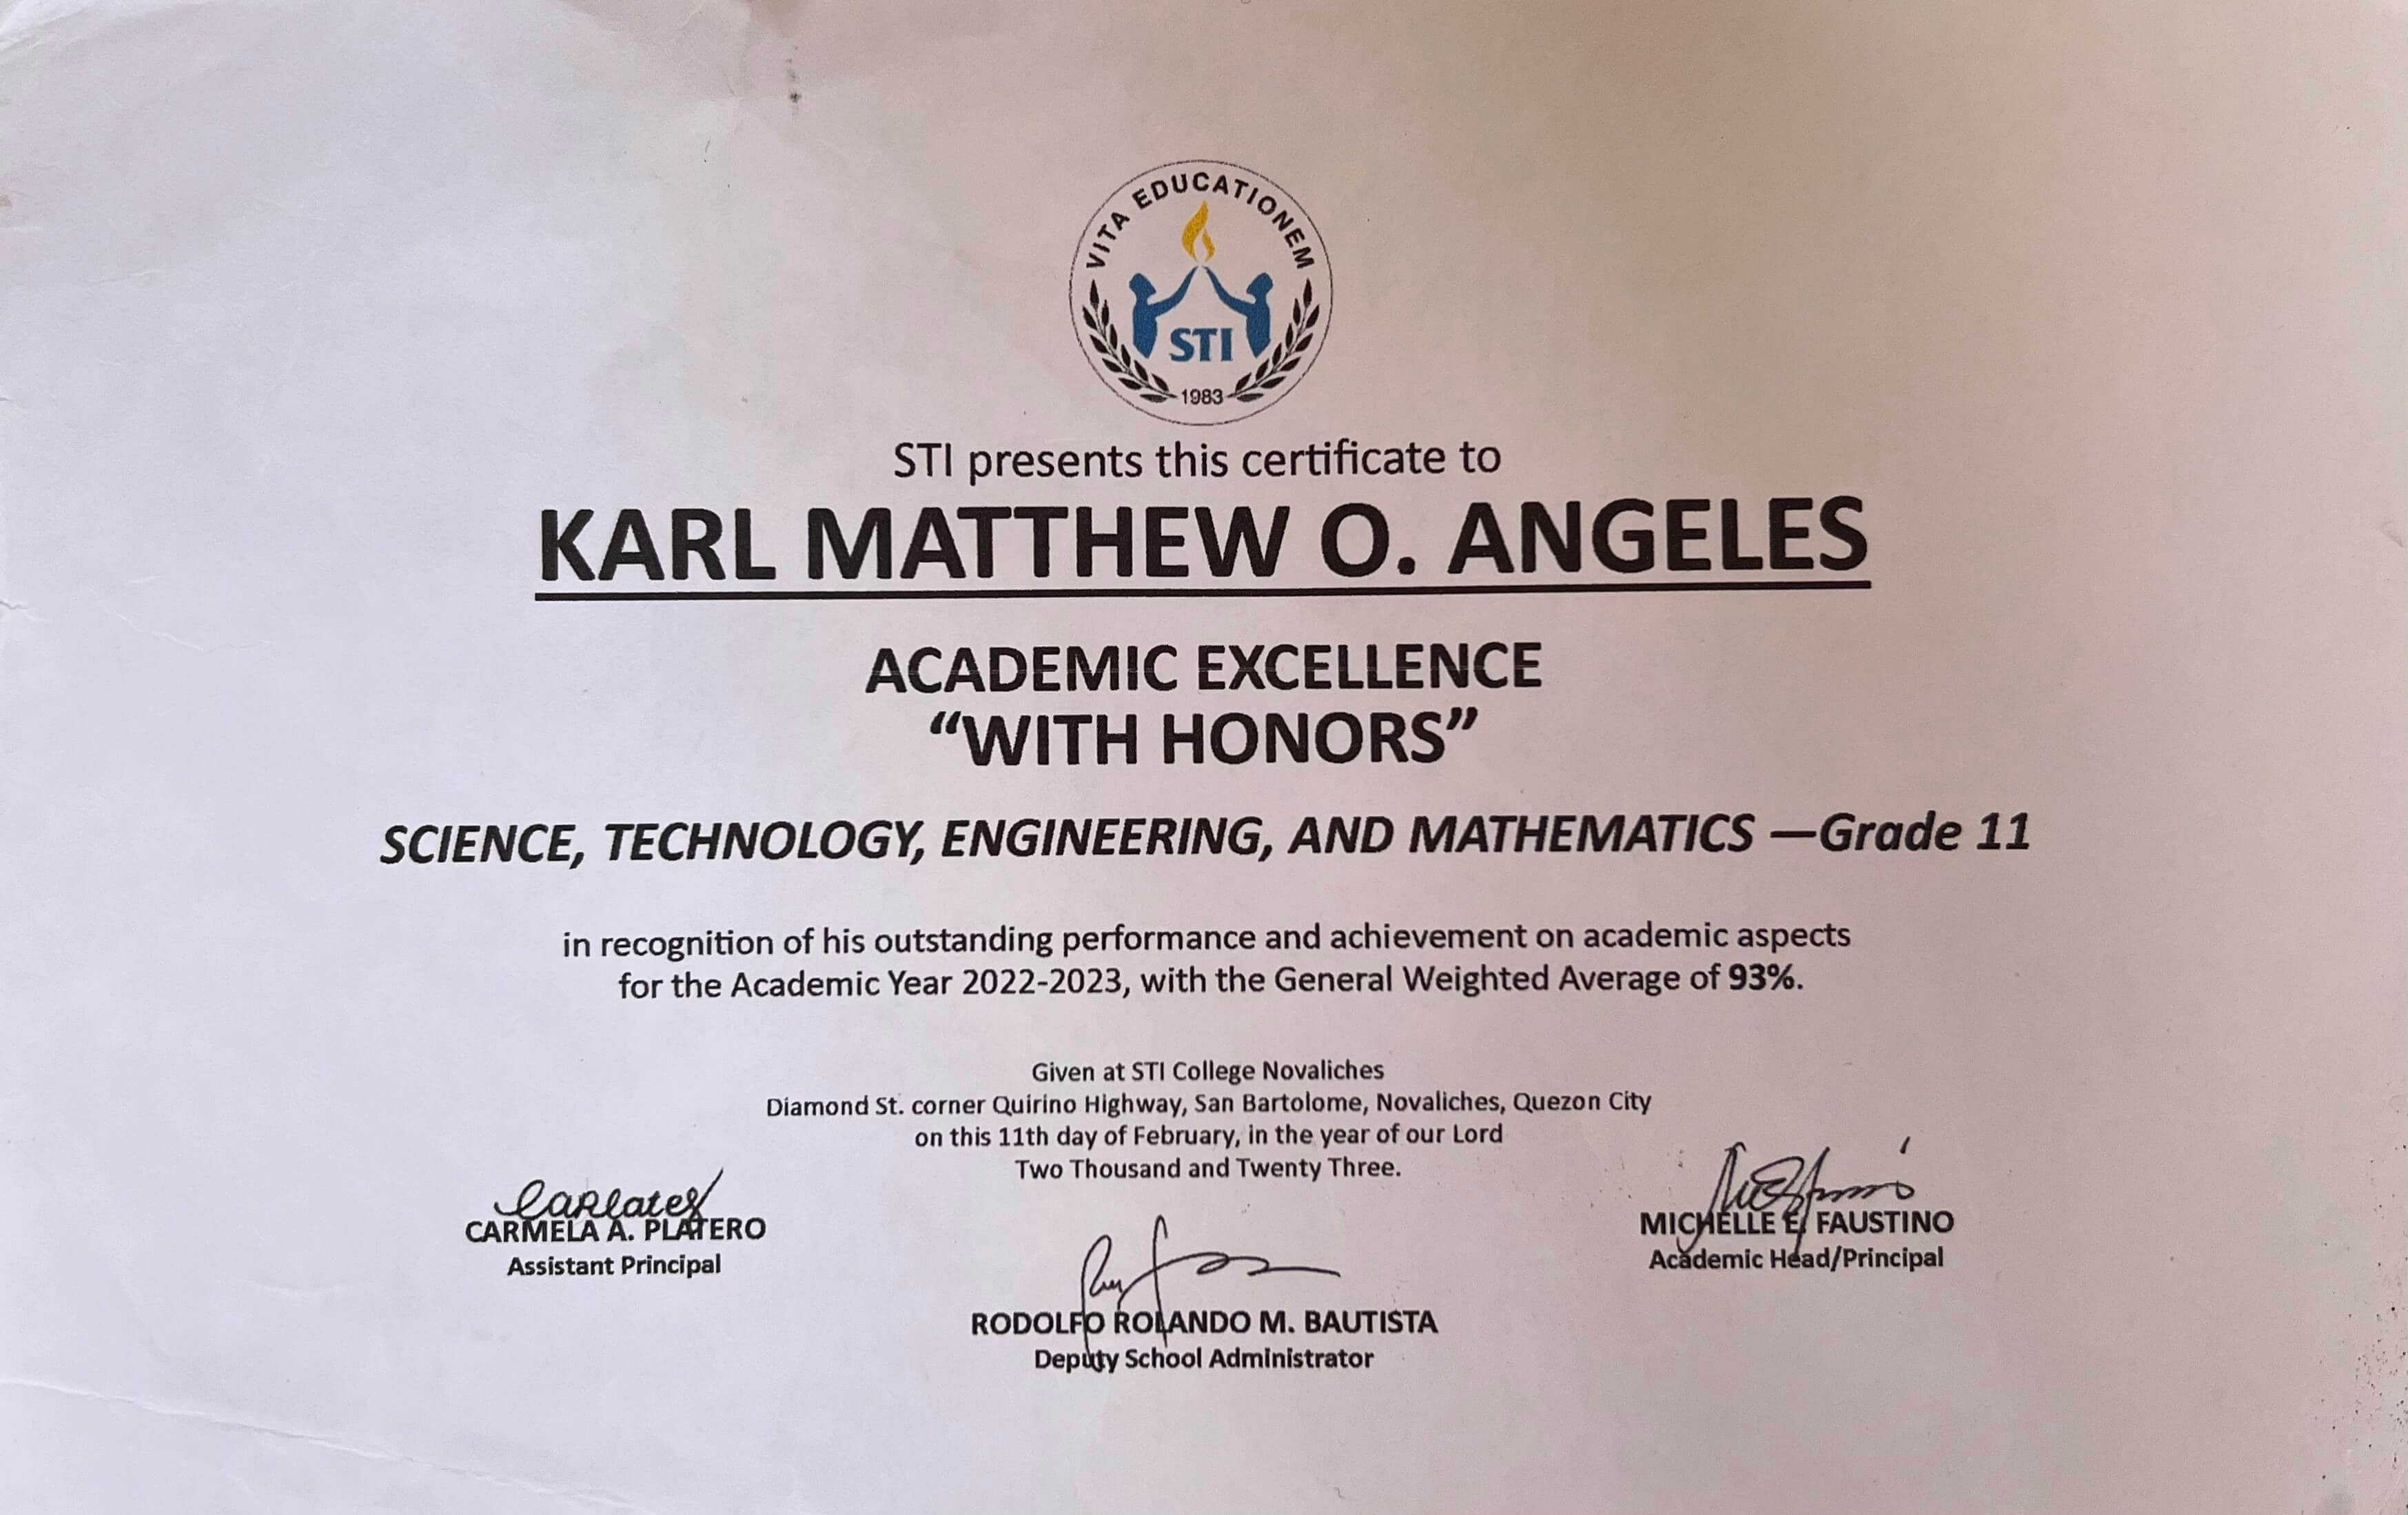 VITA EDUCATIONEM
STI
1983
STI presents this certificate to
KARL MATTHEW O. ANGELES
ACADEMIC EXCELLENCE
“WITH HONORS”
SCIENCE, TECHNOLOGY, ENGINEERING, AND MATHEMATICS —Grade 11
in recognition of his outstanding performance and achievement on academic aspects
for the Academic Year 2022-2023, with the General Weighted Average of 93%.
Given at STI College Novaliches
Diamond St. corner Quirino Highway, San Bartolome, Novaliches, Quezon City
on this 11th day of February, in the year of our Lord
Two Thousand and Twenty Three.
CARMELA A. PLATERO
Assistant Principal
MICHELLE E. FAUSTINO
Academic Head/Principal
RODOLFO ROLANDO M. BAUTISTA
Deputy School Administrator